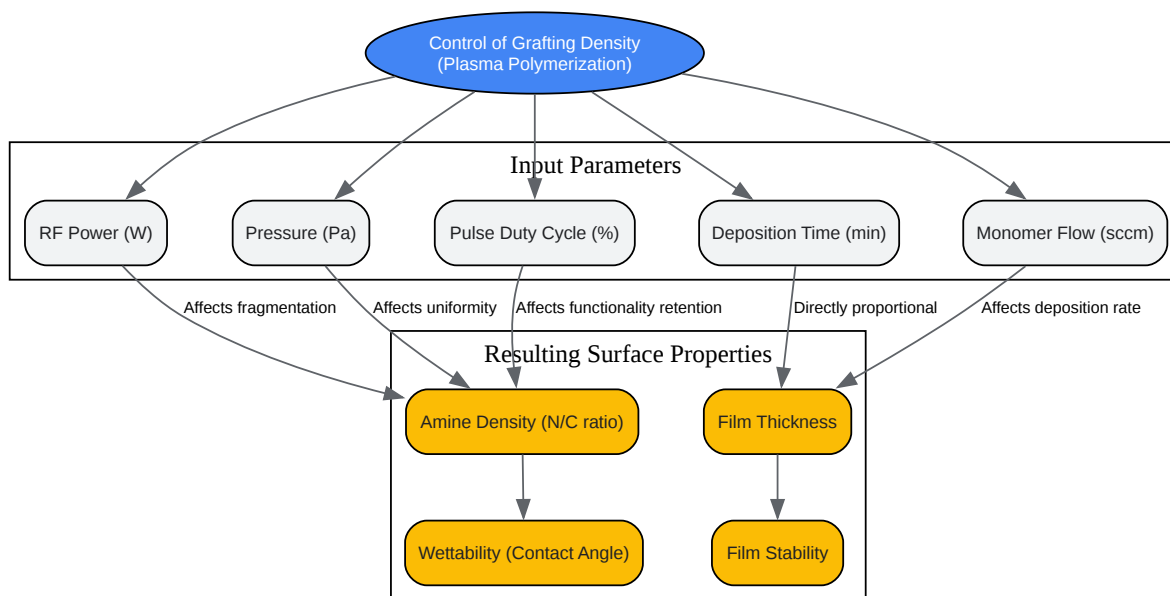 Control of Grafting Density
(Plasma Polymerization)
Input Parameters
RF Power (W)
Pressure (Pa)
Pulse Duty Cycle (%)
Deposition Time (min)
Monomer Flow (sccm)
Affects fragmentation
Affects uniformity
Affects functionality retention
Directly proportional
Affects deposition rate
Resulting Surface Properties
Amine Density (N/C ratio)
Film Thickness
Wettability (Contact Angle)
Film Stability